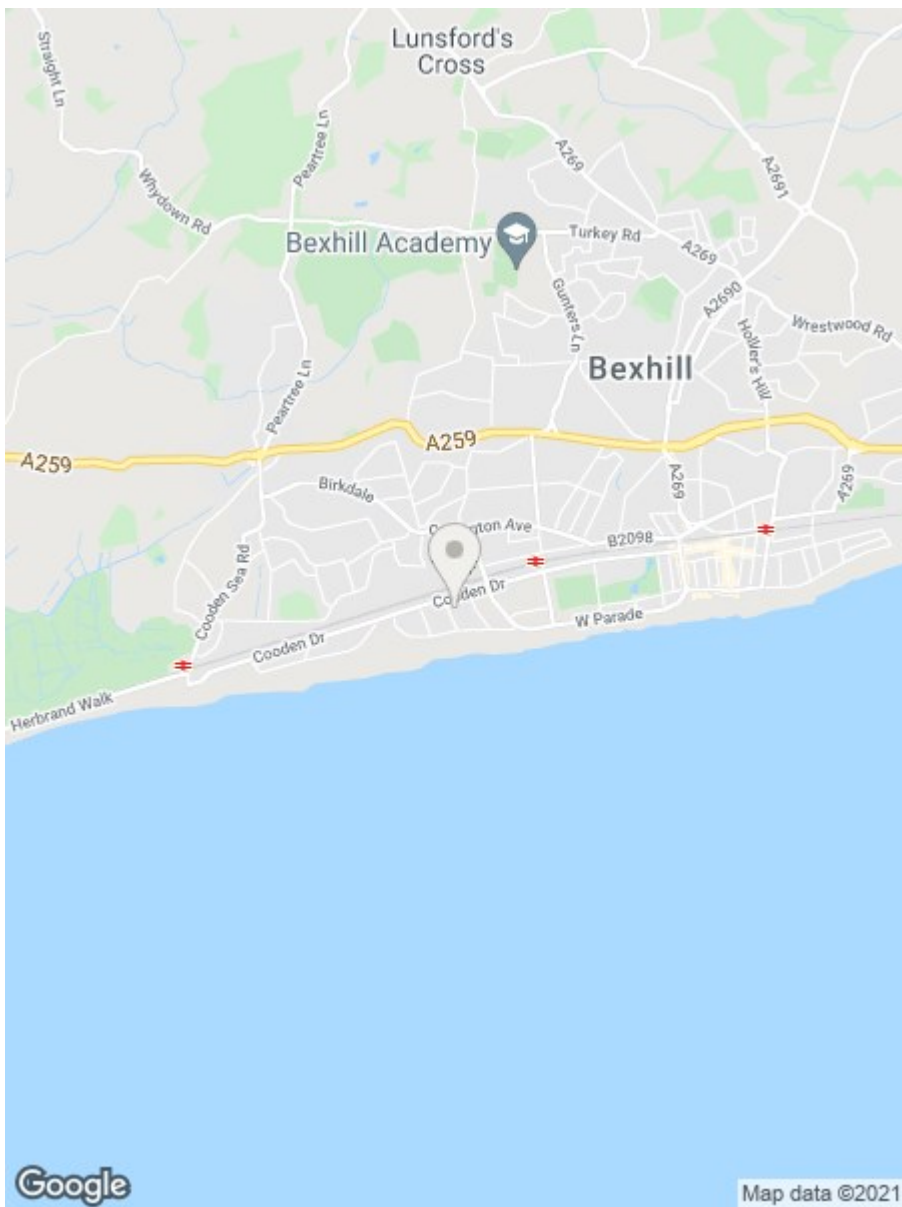 Lunsford's
Cross
Straight Ln
Peartree Ln
A269
A2691
Whydown Rd
Bexhill Academy
Turkey Rd
A269
Gunters Ln
A2690
Wrestwood Rd
Bexhill
Peartree Ln
A259
A259
A269
A269
Birkdale
Ave
B2098
Cooden Sea Rd
Cooden Dr
W Parade
Cooden Dr
Herbrand Walk
Google
Map data ©2021